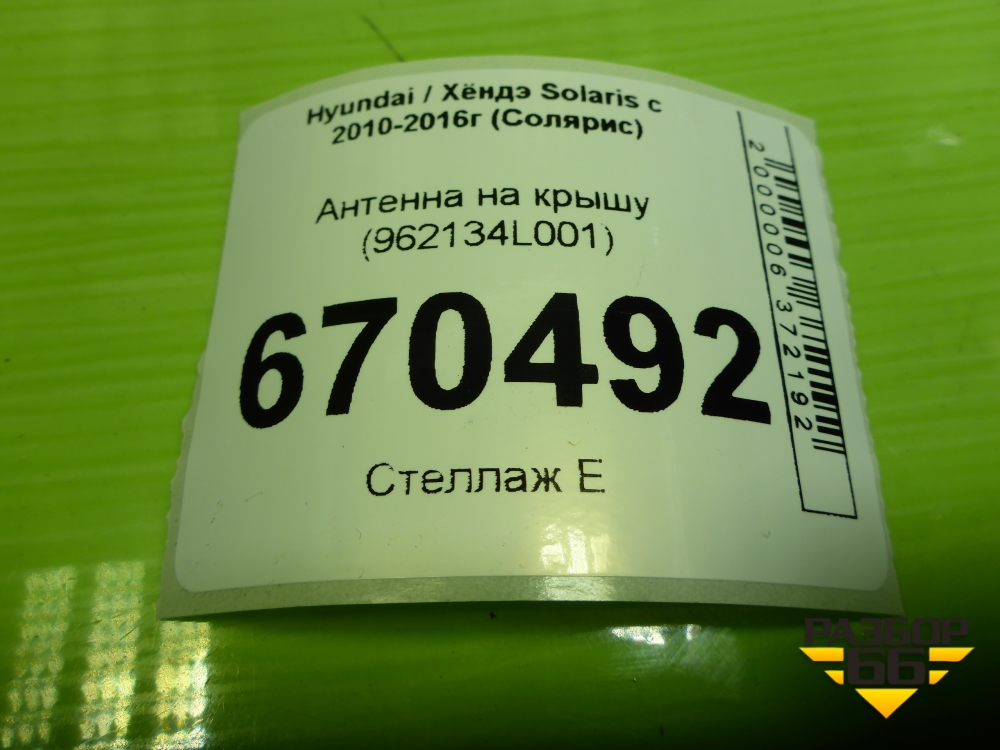 Hyundai / Хёндэ Solaris с
2010-2016г (Солярис)
Антенна на крышу
(962134L001)
670492
Стеллаж Е
2000006372192
РАЗБОР
66